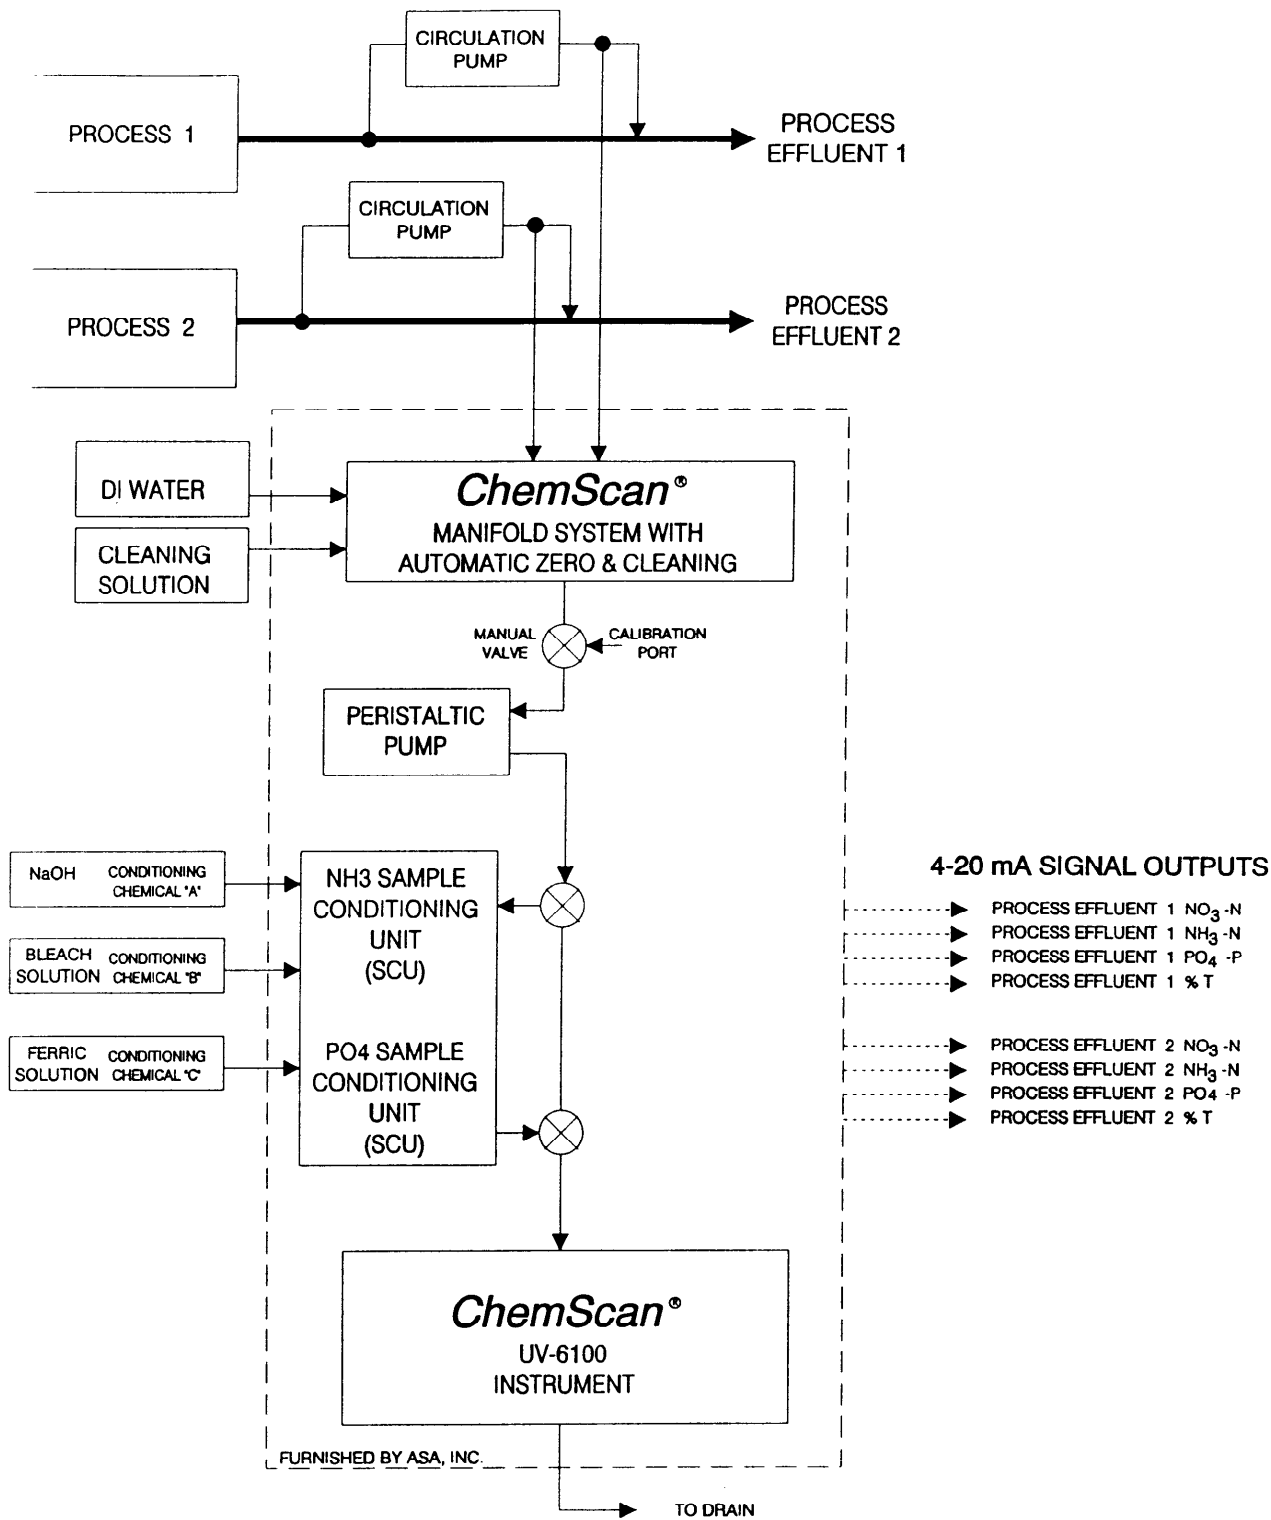 CIRCULATION
PUMP
PROCESS 1
PROCESS
EFFLUENT 1
CIRCULATION
PUMP
PROCESS 2
PROCESS
EFFLUENT 2
DI WATER
CLEANING
SOLUTION
ChemScan®
MANIFOLD SYSTEM WITH
AUTOMATIC ZERO & CLEANING
MANUAL
VALVE
CALIBRATION
PORT
PERISTALTIC
PUMP
NaOH CONDITIONING
CHEMICAL "A"
BLEACH CONDITIONING
SOLUTION CHEMICAL "B"
FERRIC CONDITIONING
SOLUTION CHEMICAL "C"
NH3 SAMPLE
CONDITIONING
UNIT
(SCU)
PO4 SAMPLE
CONDITIONING
UNIT
(SCU)
4-20 mA SIGNAL OUTPUTS
PROCESS EFFLUENT 1 NO3 -N
PROCESS EFFLUENT 1 NH3 -N
PROCESS EFFLUENT 1 PO4 -P
PROCESS EFFLUENT 1 % T
PROCESS EFFLUENT 2 NO3 -N
PROCESS EFFLUENT 2 NH3 -N
PROCESS EFFLUENT 2 PO4 -P
PROCESS EFFLUENT 2 % T
ChemScan®
UV-6100
INSTRUMENT
FURNISHED BY ASA, INC.
TO DRAIN